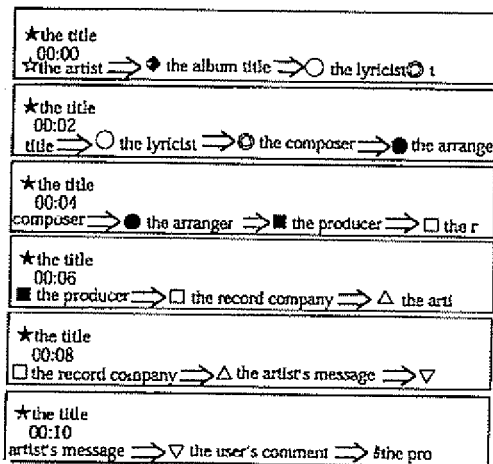 ★the title
00:00
☆the artist ⇒ ◆ the album title ⇒ ○ the lyricist◎ t
★the title
00:02
title ⇒ ○ the lyricist ⇒ ◎ the composer ⇒ ● the arrange
★the title
00:04
composer ⇒ ● the arranger ⇒ ■ the producer ⇒ □ the r
★the title
00:06
■ the producer ⇒ □ the record company ⇒ △ the arti
★the title
00:08
□ the record company ⇒ △ the artist's message ⇒ ▽
★the title
00:10
artist's message ⇒ ▽ the user's comment ⇒ #the pro